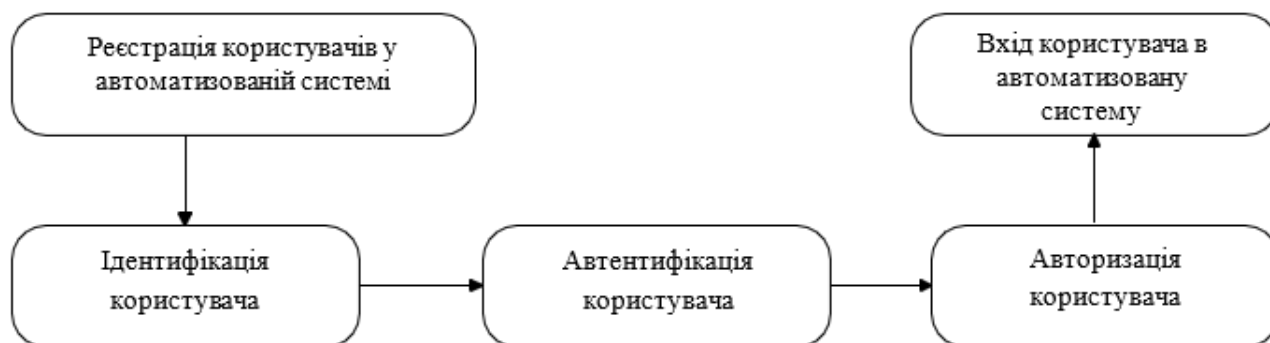 Реєстрація користувачів у
автоматизованій системі
Вхід користувача в
автоматизовану
систему
Ідентифікація
користувача
Автентифікація
користувача
Авторизація
користувача